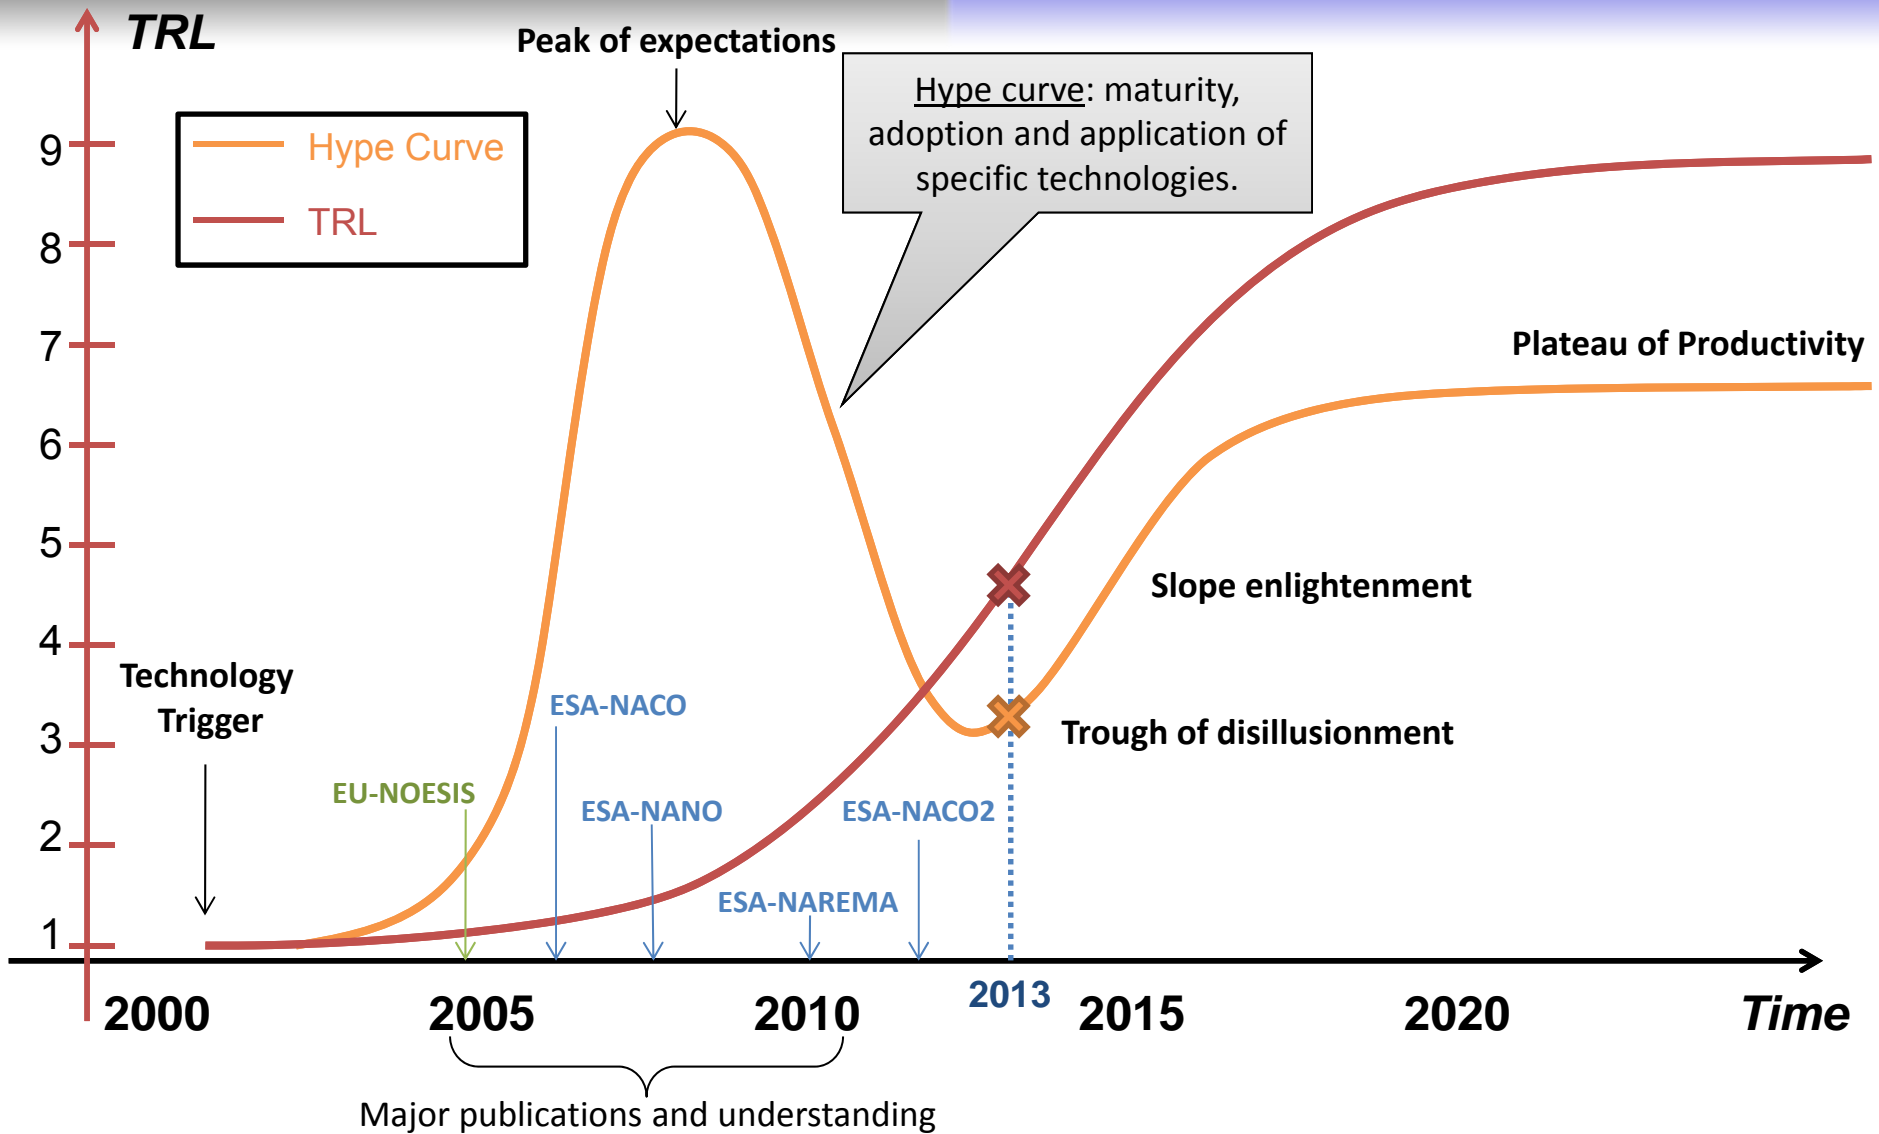 TRL
Peak of expectations
Hype curve: maturity,
adoption and application of
specific technologies.
Hype Curve
TRL
9
8
7
6
5
4
3
2
1
Plateau of Productivity
Slope enlightenment
Trough of disillusionment
Technology
Trigger
ESA-NACO
EU-NOESIS
ESA-NANO
ESA-NACO2
ESA-NAREMA
2000
2005
2010
2013
2015
2020
Time
Major publications and understanding